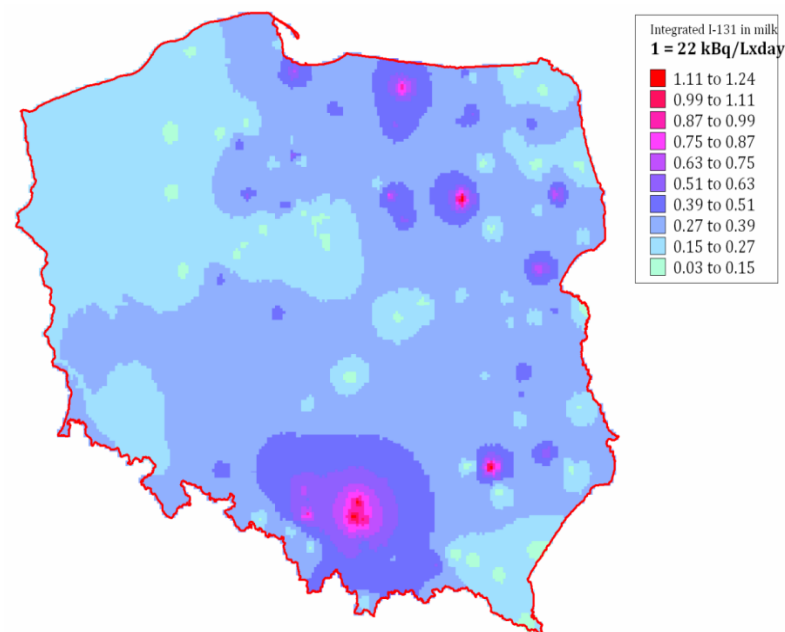 Integrated I-131 in milk
1 = 22 kBq/Lxday
1.11 to 1.24
0.99 to 1.11
0.87 to 0.99
0.75 to 0.87
0.63 to 0.75
0.51 to 0.63
0.39 to 0.51
0.27 to 0.39
0.15 to 0.27
0.03 to 0.15